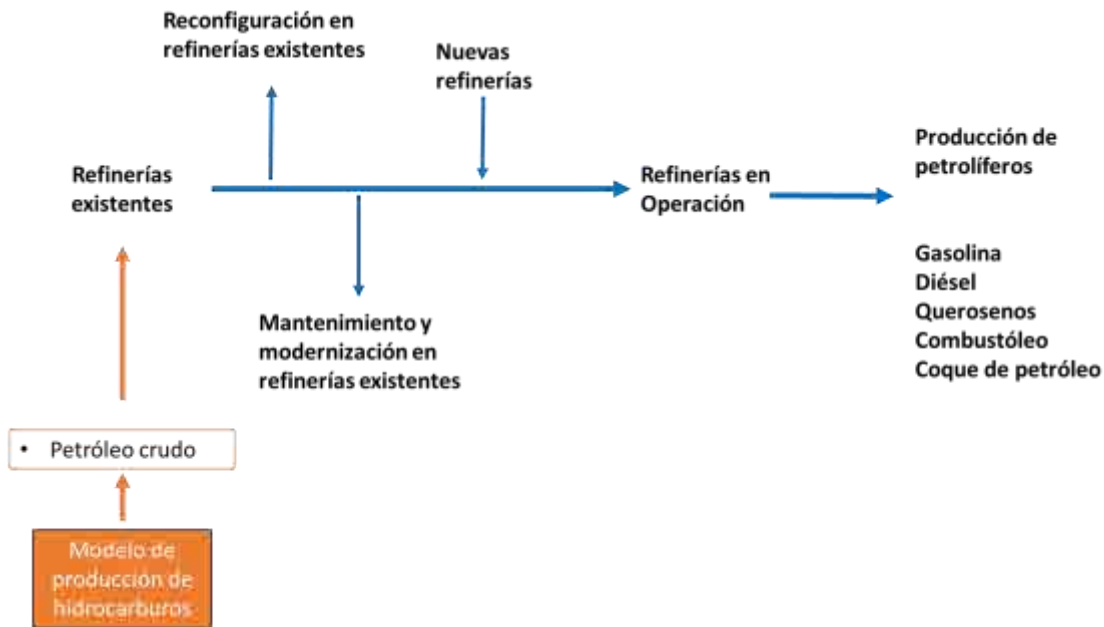 Reconfiguración en
refinerías existentes
Nuevas
refinerías
Producción de
petrolíferos
Refinerías
existentes
Refinerías en
Operación
Gasolina
Diésel
Querosenos
Combustóleo
Coque de petróleo
Mantenimiento y
modernización en
refinerías existentes
• Petróleo crudo
Modelo de
producción de
hidrocarburos